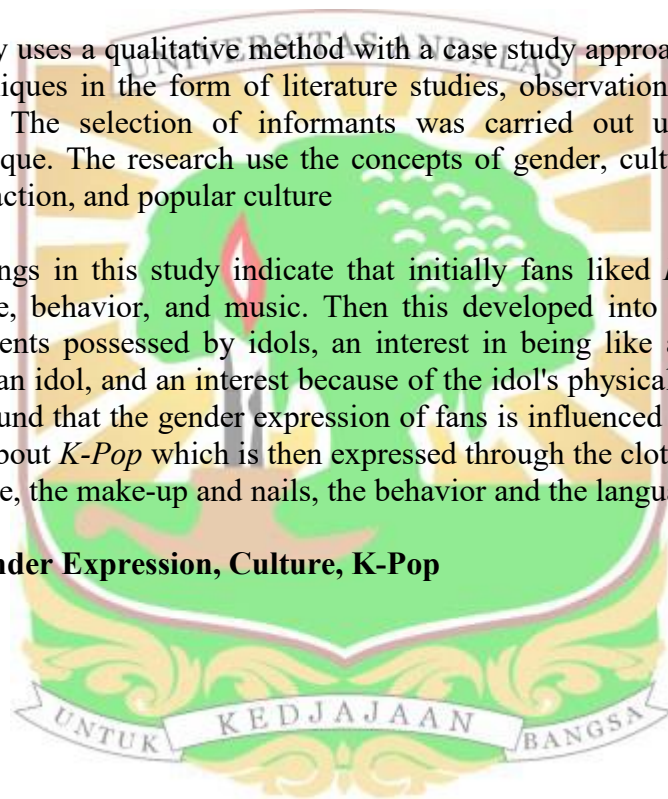 UNIVERSITAS ANDALAS
y uses a qualitative method with a case study approa
iques in the form of literature studies, observation
The selection of informants was carried out u
ique. The research use the concepts of gender, cult
action, and popular culture
ngs in this study indicate that initially fans liked
e, behavior, and music. Then this developed into
ents possessed by idols, an interest in being like a
an idol, and an interest because of the idol's physical
und that the gender expression of fans is influenced
bout K-Pop which is then expressed through the clot
e, the make-up and nails, the behavior and the langua
nder Expression, Culture, K-Pop
UNTUK KEDJAJAAN BANGSA